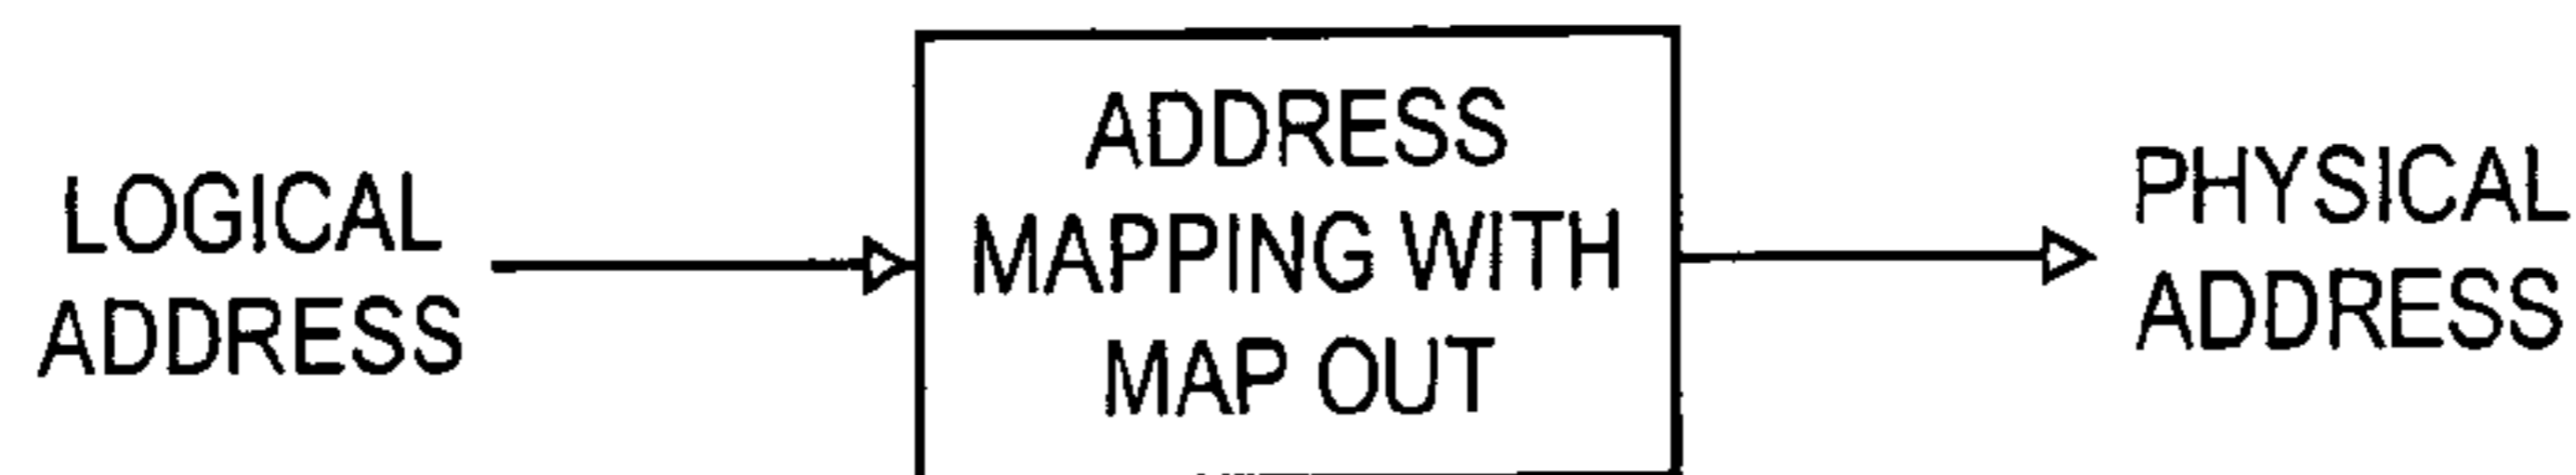 LOGICAL
ADDRESS
ADDRESS
MAPPING WITH
MAP OUT
PHYSICAL
ADDRESS